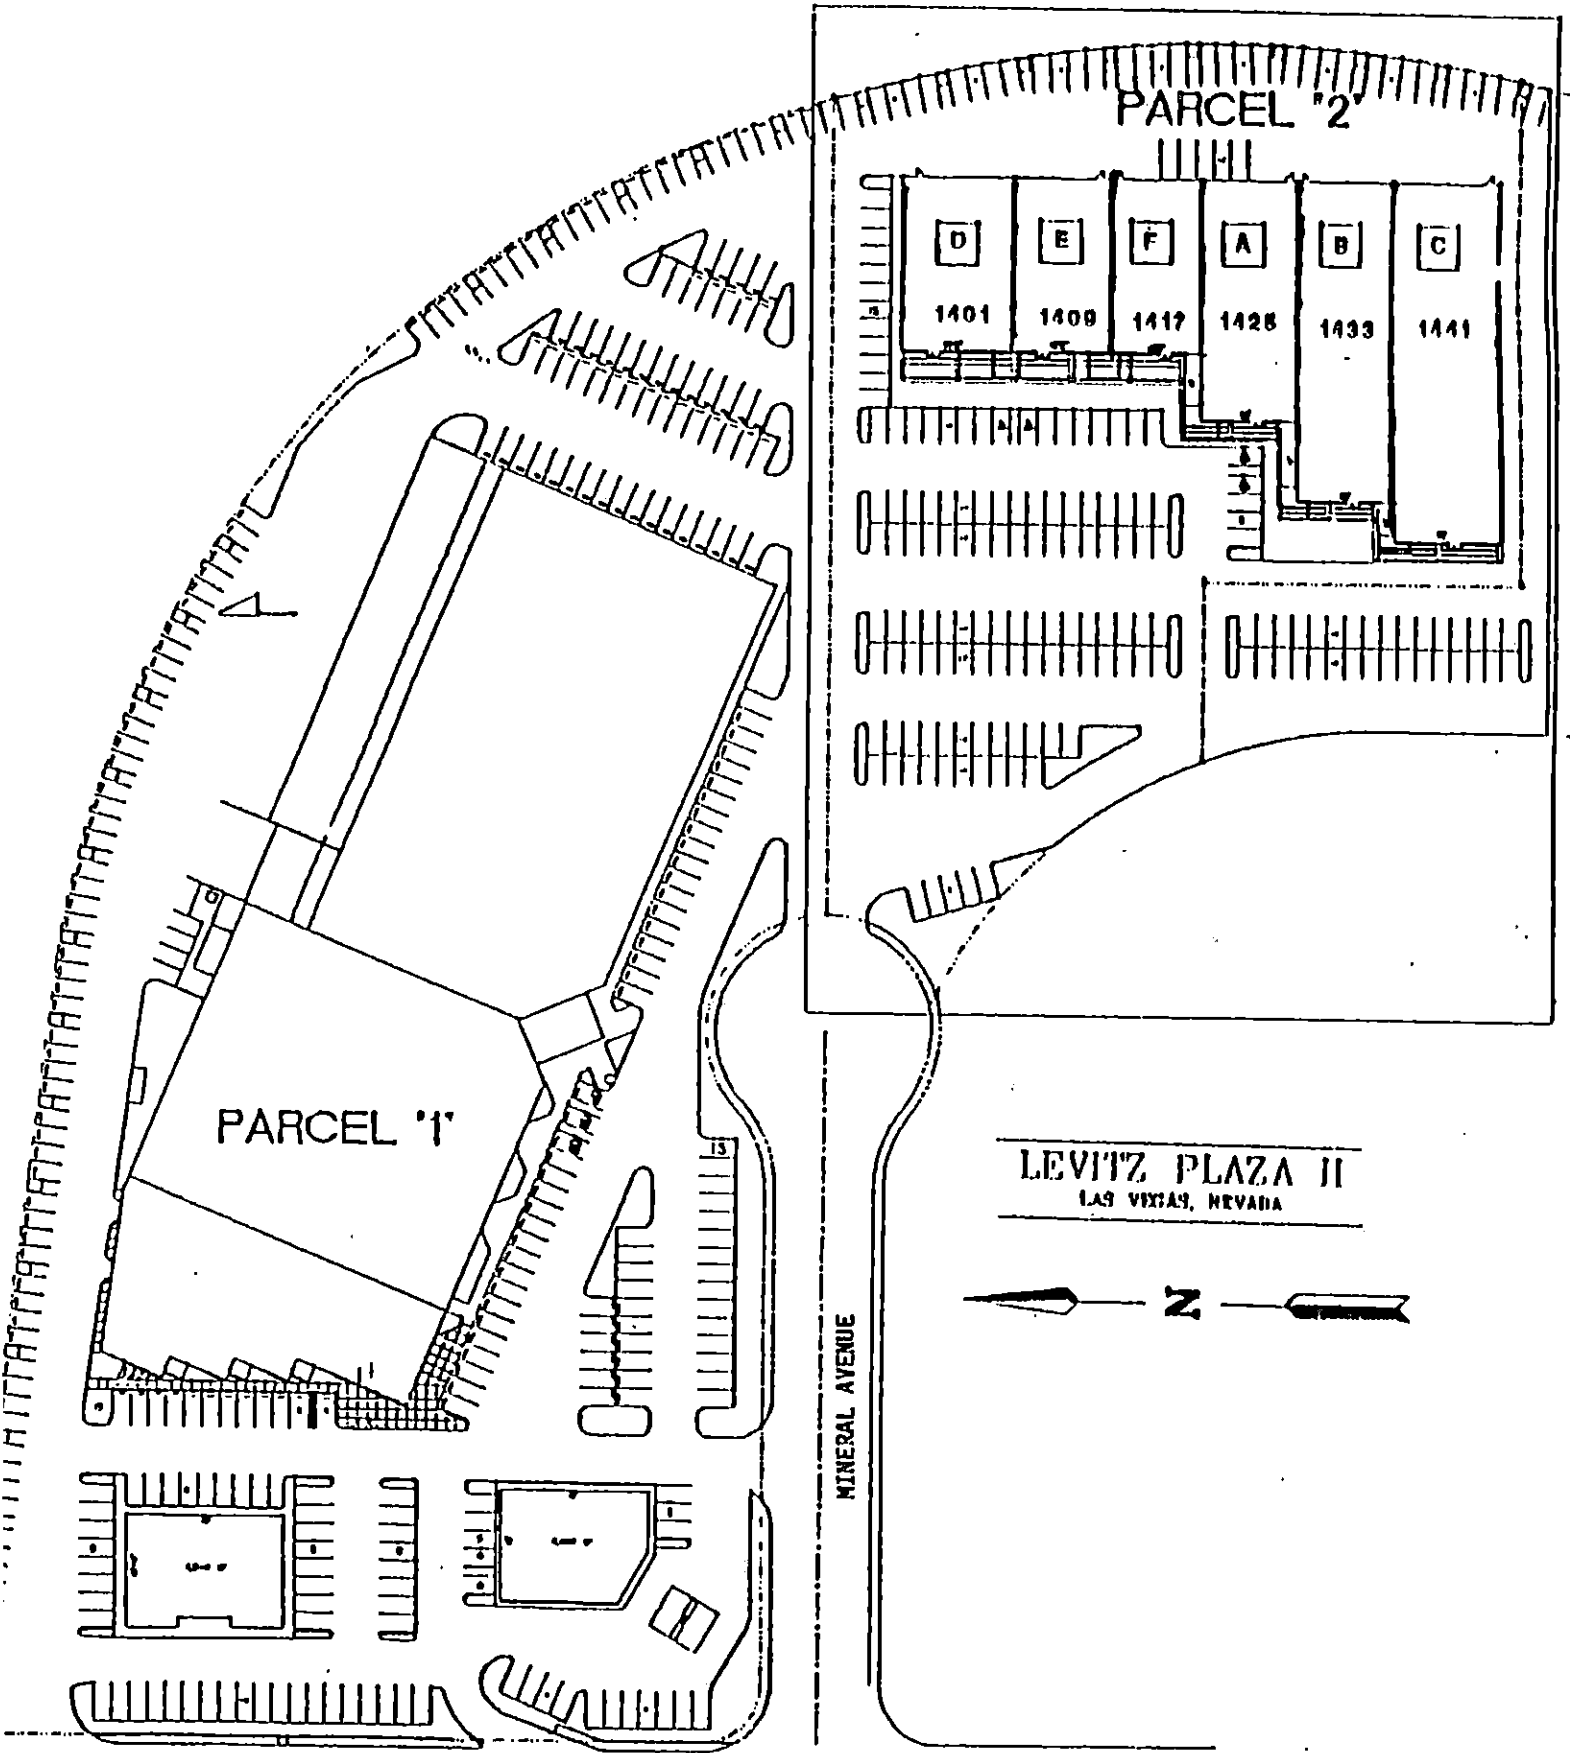 PARCEL "2"
D E F A B C
1401 1409 1417 1425 1433 1441
PARCEL "1"
13
LEVITZ PLAZA II
LAS VEGAS, NEVADA
N
MINERAL AVENUE